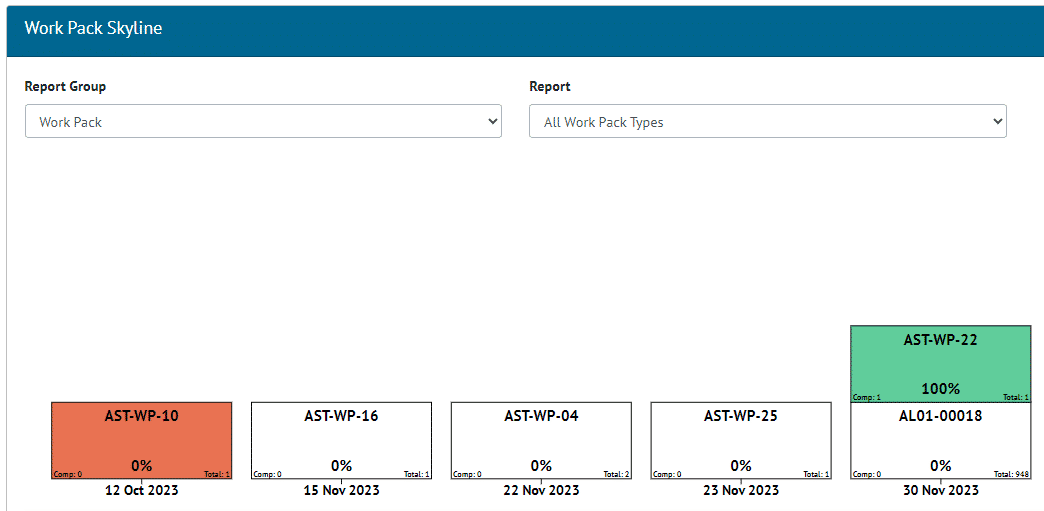 Work Pack Skyline
Report Group Report
Work Pack All Work Pack Types
AST-WP-22
100%
Comp: 1 Total: 1
AST-WP-10 AST-WP-16 AST-WP-04 AST-WP-25 AL01-00018
0% 0% 0% 0% 0%
Comp: 0 Total: 1 Comp: 0 Total: 1 Comp: 0 Total: 2 Comp: 0 Total: 1 Comp: 0 Total: 948
12 Oct 2023 15 Nov 2023 22 Nov 2023 23 Nov 2023 30 Nov 2023